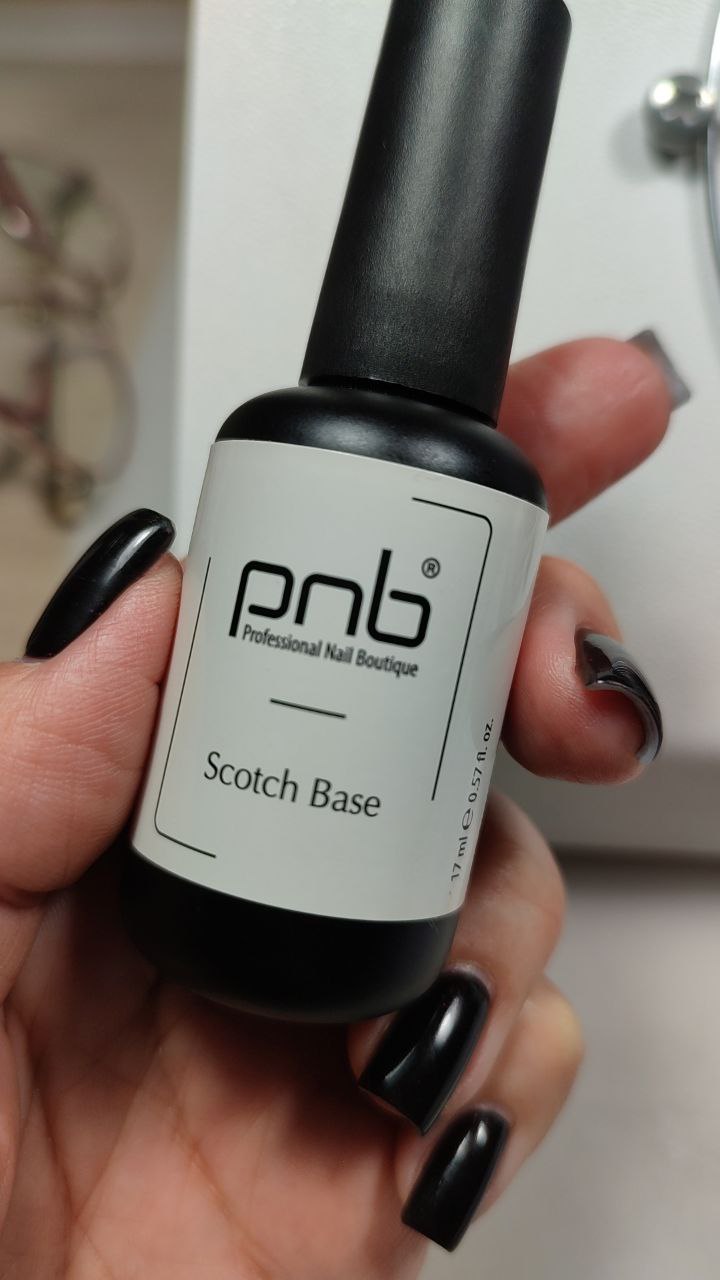 pnb®
Professional Nail Boutique
Scotch Base
17 ml ℮ 0.57 fl. oz.